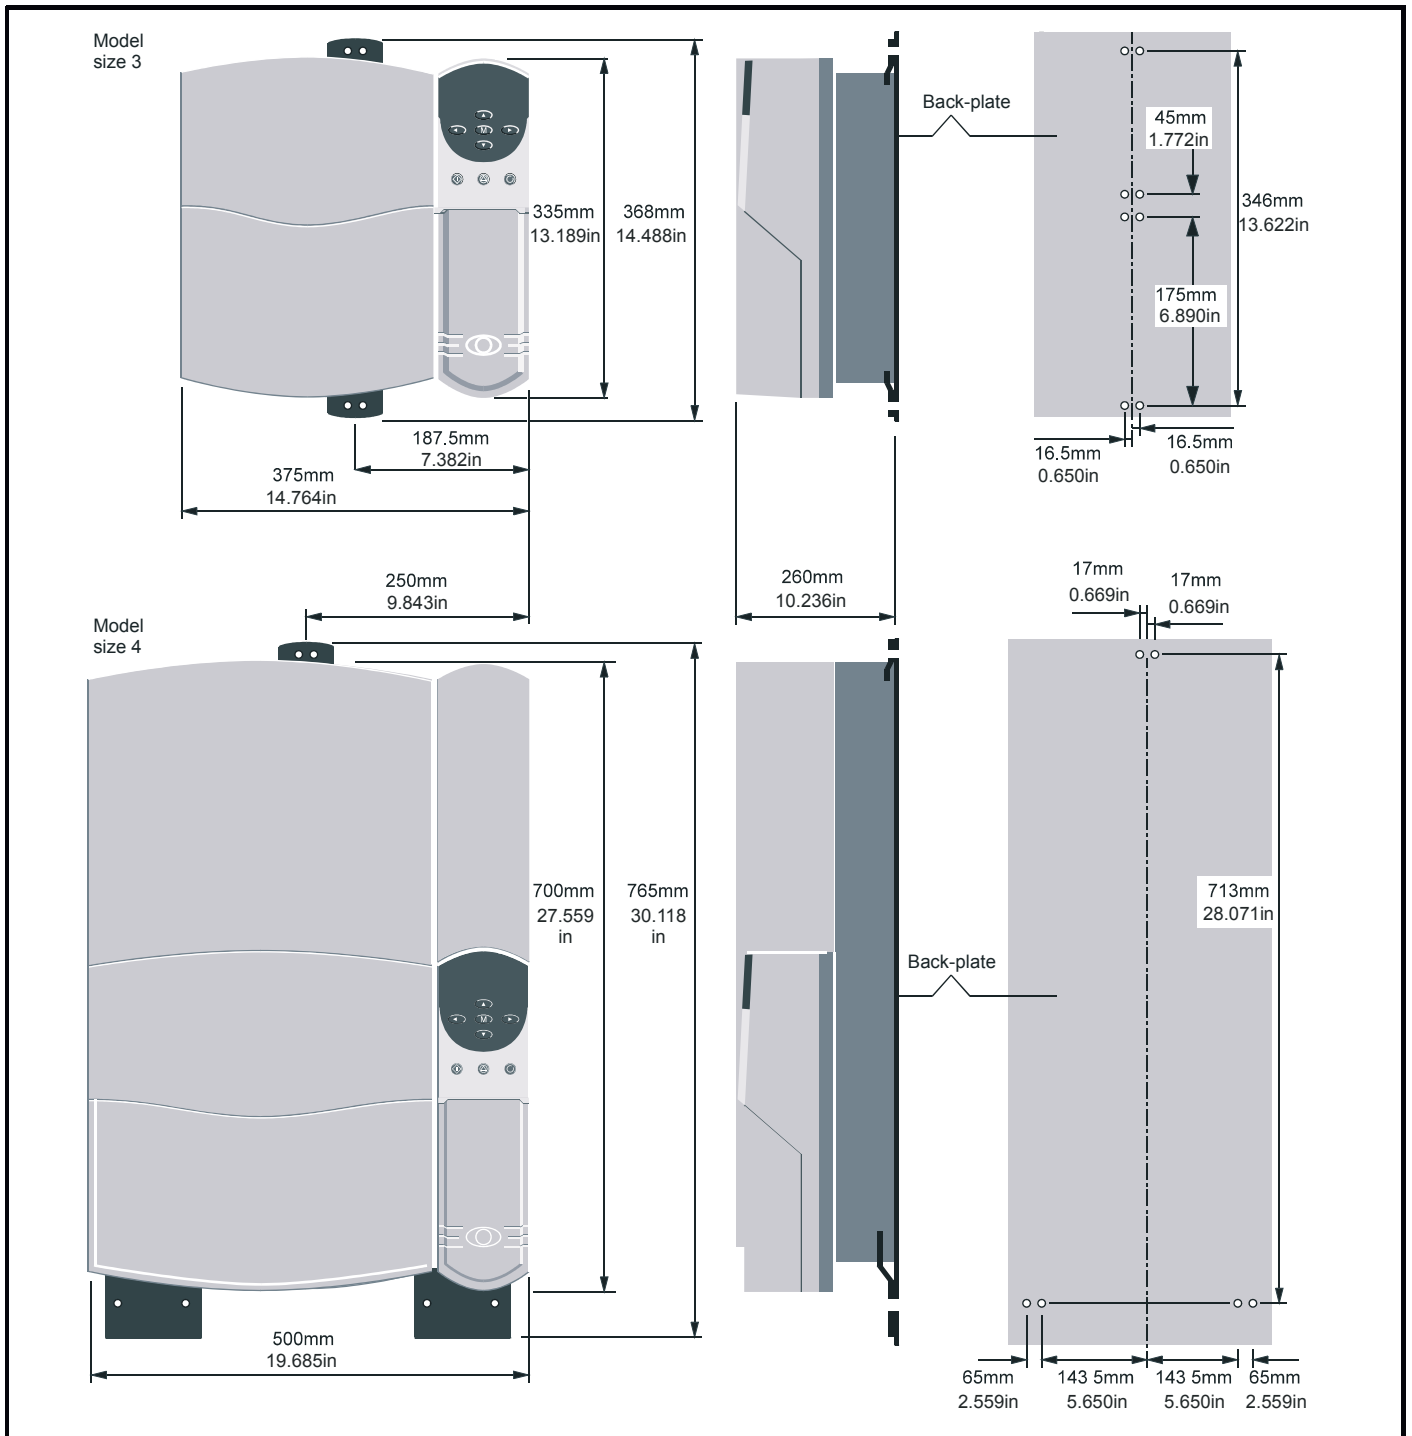 Model
size 3
M
335mm
13.189in
368mm
14.488in
187.5mm
7.382in
375mm
14.764in
Back-plate
45mm
1.772in
346mm
13.622in
175mm
6.890in
16.5mm
0.650in
16.5mm
0.650in
250mm
9.843in
260mm
10.236in
17mm
0.669in
17mm
0.669in
Model
size 4
M
700mm
27.559
in
765mm
30.118
in
Back-plate
713mm
28.071in
500mm
19.685in
65mm
2.559in
143 5mm
5.650in
143 5mm
5.650in
65mm
2.559in